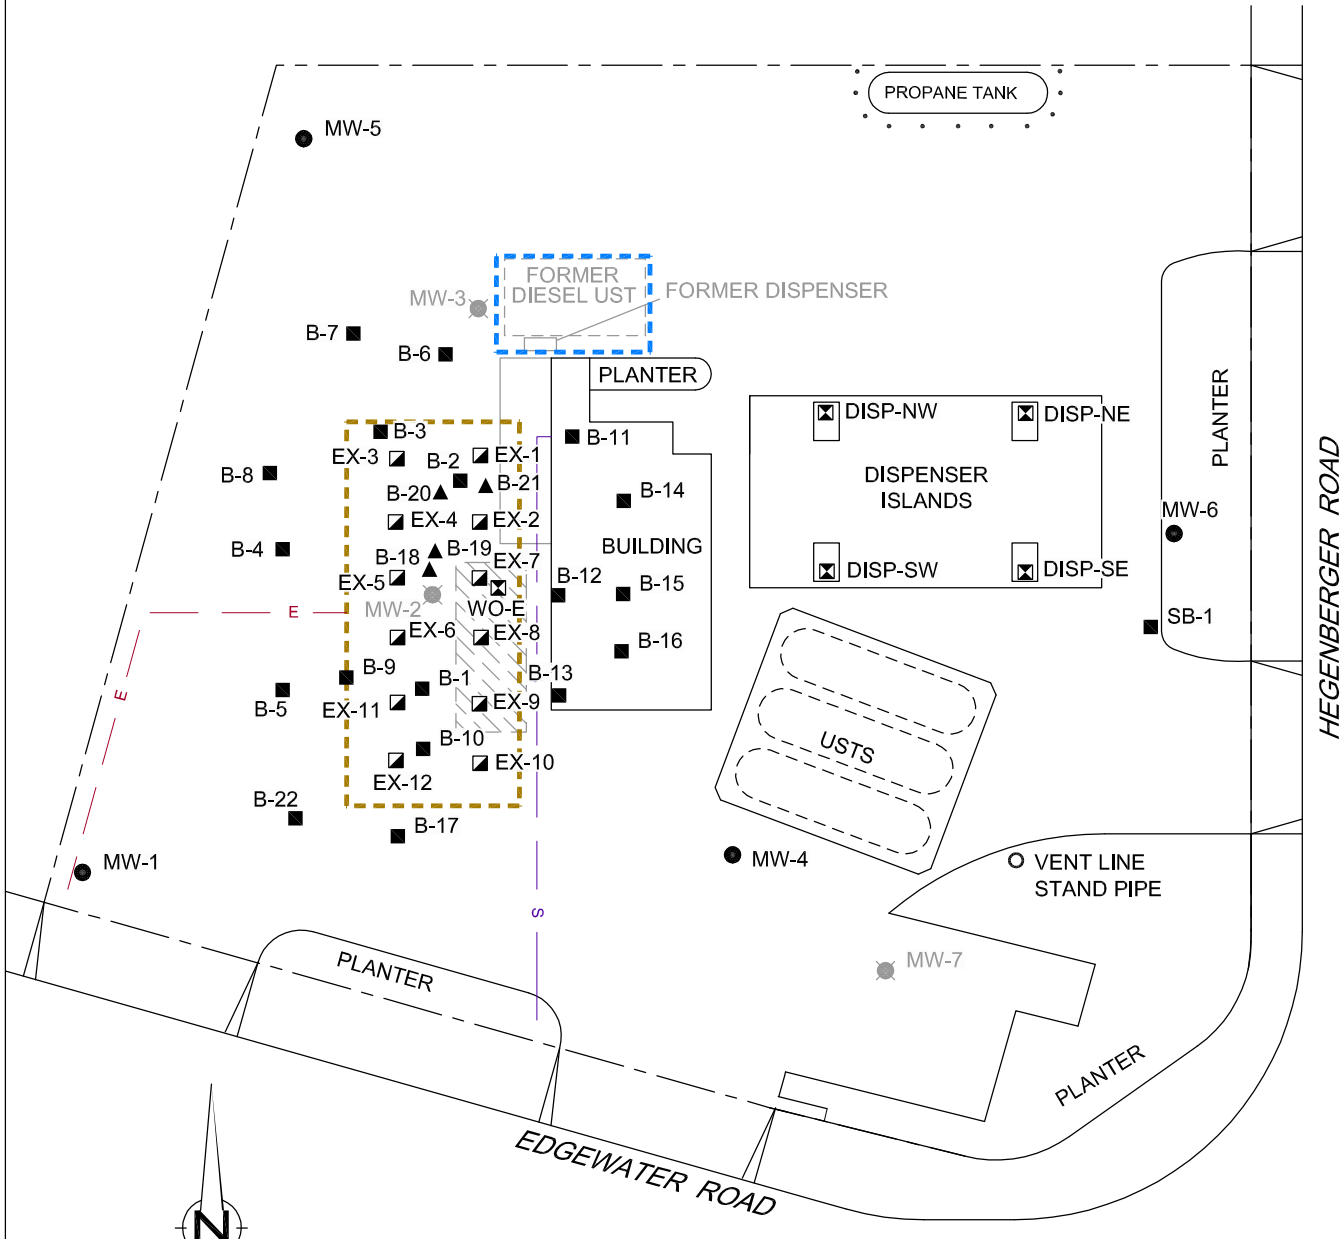 PROPANE TANK
MW-5
FORMER
DIESEL UST
FORMER DISPENSER
MW-3
B-7
B-6
PLANTER
PLANTER
DISP-NW
DISP-NE
B-3
B-11
EX-3
EX-1
B-2
B-8
B-20
B-21
B-14
DISPENSER
ISLANDS
HEGENBERGER ROAD
MW-6
EX-4
EX-2
B-4
B-18
B-19
BUILDING
EX-7
EX-5
DISP-SW
DISP-SE
B-12
B-15
MW-2
WO-E
E
SB-1
EX-6
EX-8
B-16
B-9
B-1
B-13
E
B-5
EX-11
EX-9
B-10
USTS
EX-12
EX-10
B-22
B-17
MW-1
MW-4
VENT LINE
STAND PIPE
S
PLANTER
MW-7
PLANTER
EDGEWATER ROAD
N